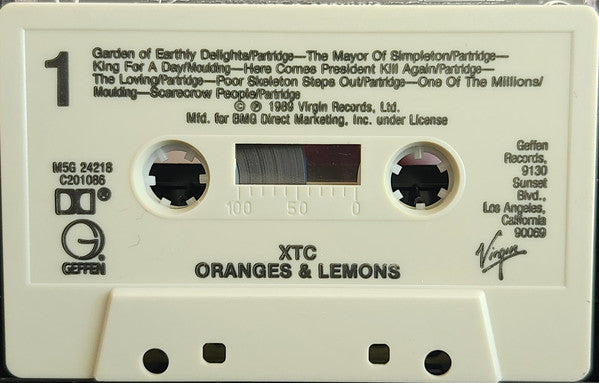 1
Garden of Earthly Delights/Partridge—The Mayor Of Simpleton/Partridge—
King For A Day/Moulding—Here Comes President Kill Again/Partridge—
The Loving/Partridge—Poor Skeleton Steps Out/Partridge—One Of The Millions/
Moulding—Scarecrow People/Partridge
© ℗ 1989 Virgin Records, Ltd.
Mfd. for BMG Direct Marketing, Inc. under License
M5G 24218
C201086
GEFFEN
Geffen
Records,
9130
Sunset
Blvd.,
Los Angeles,
California
90069
Virgin
100 50 0
XTC
ORANGES & LEMONS